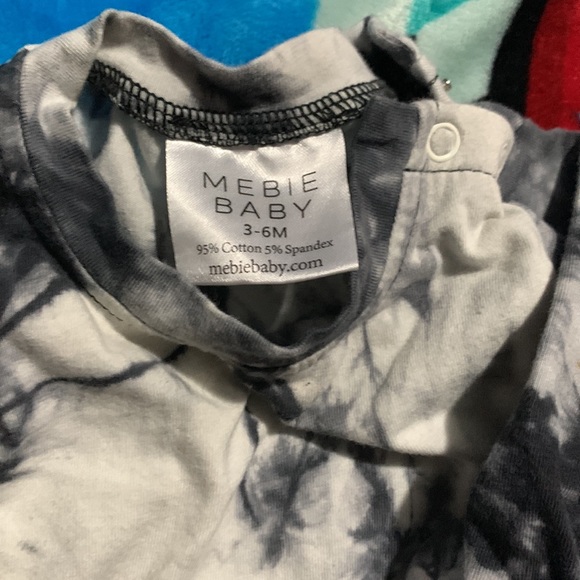 MEBIE
BABY
3-6M
95% Cotton 5% Spandex
mebiebaby.com